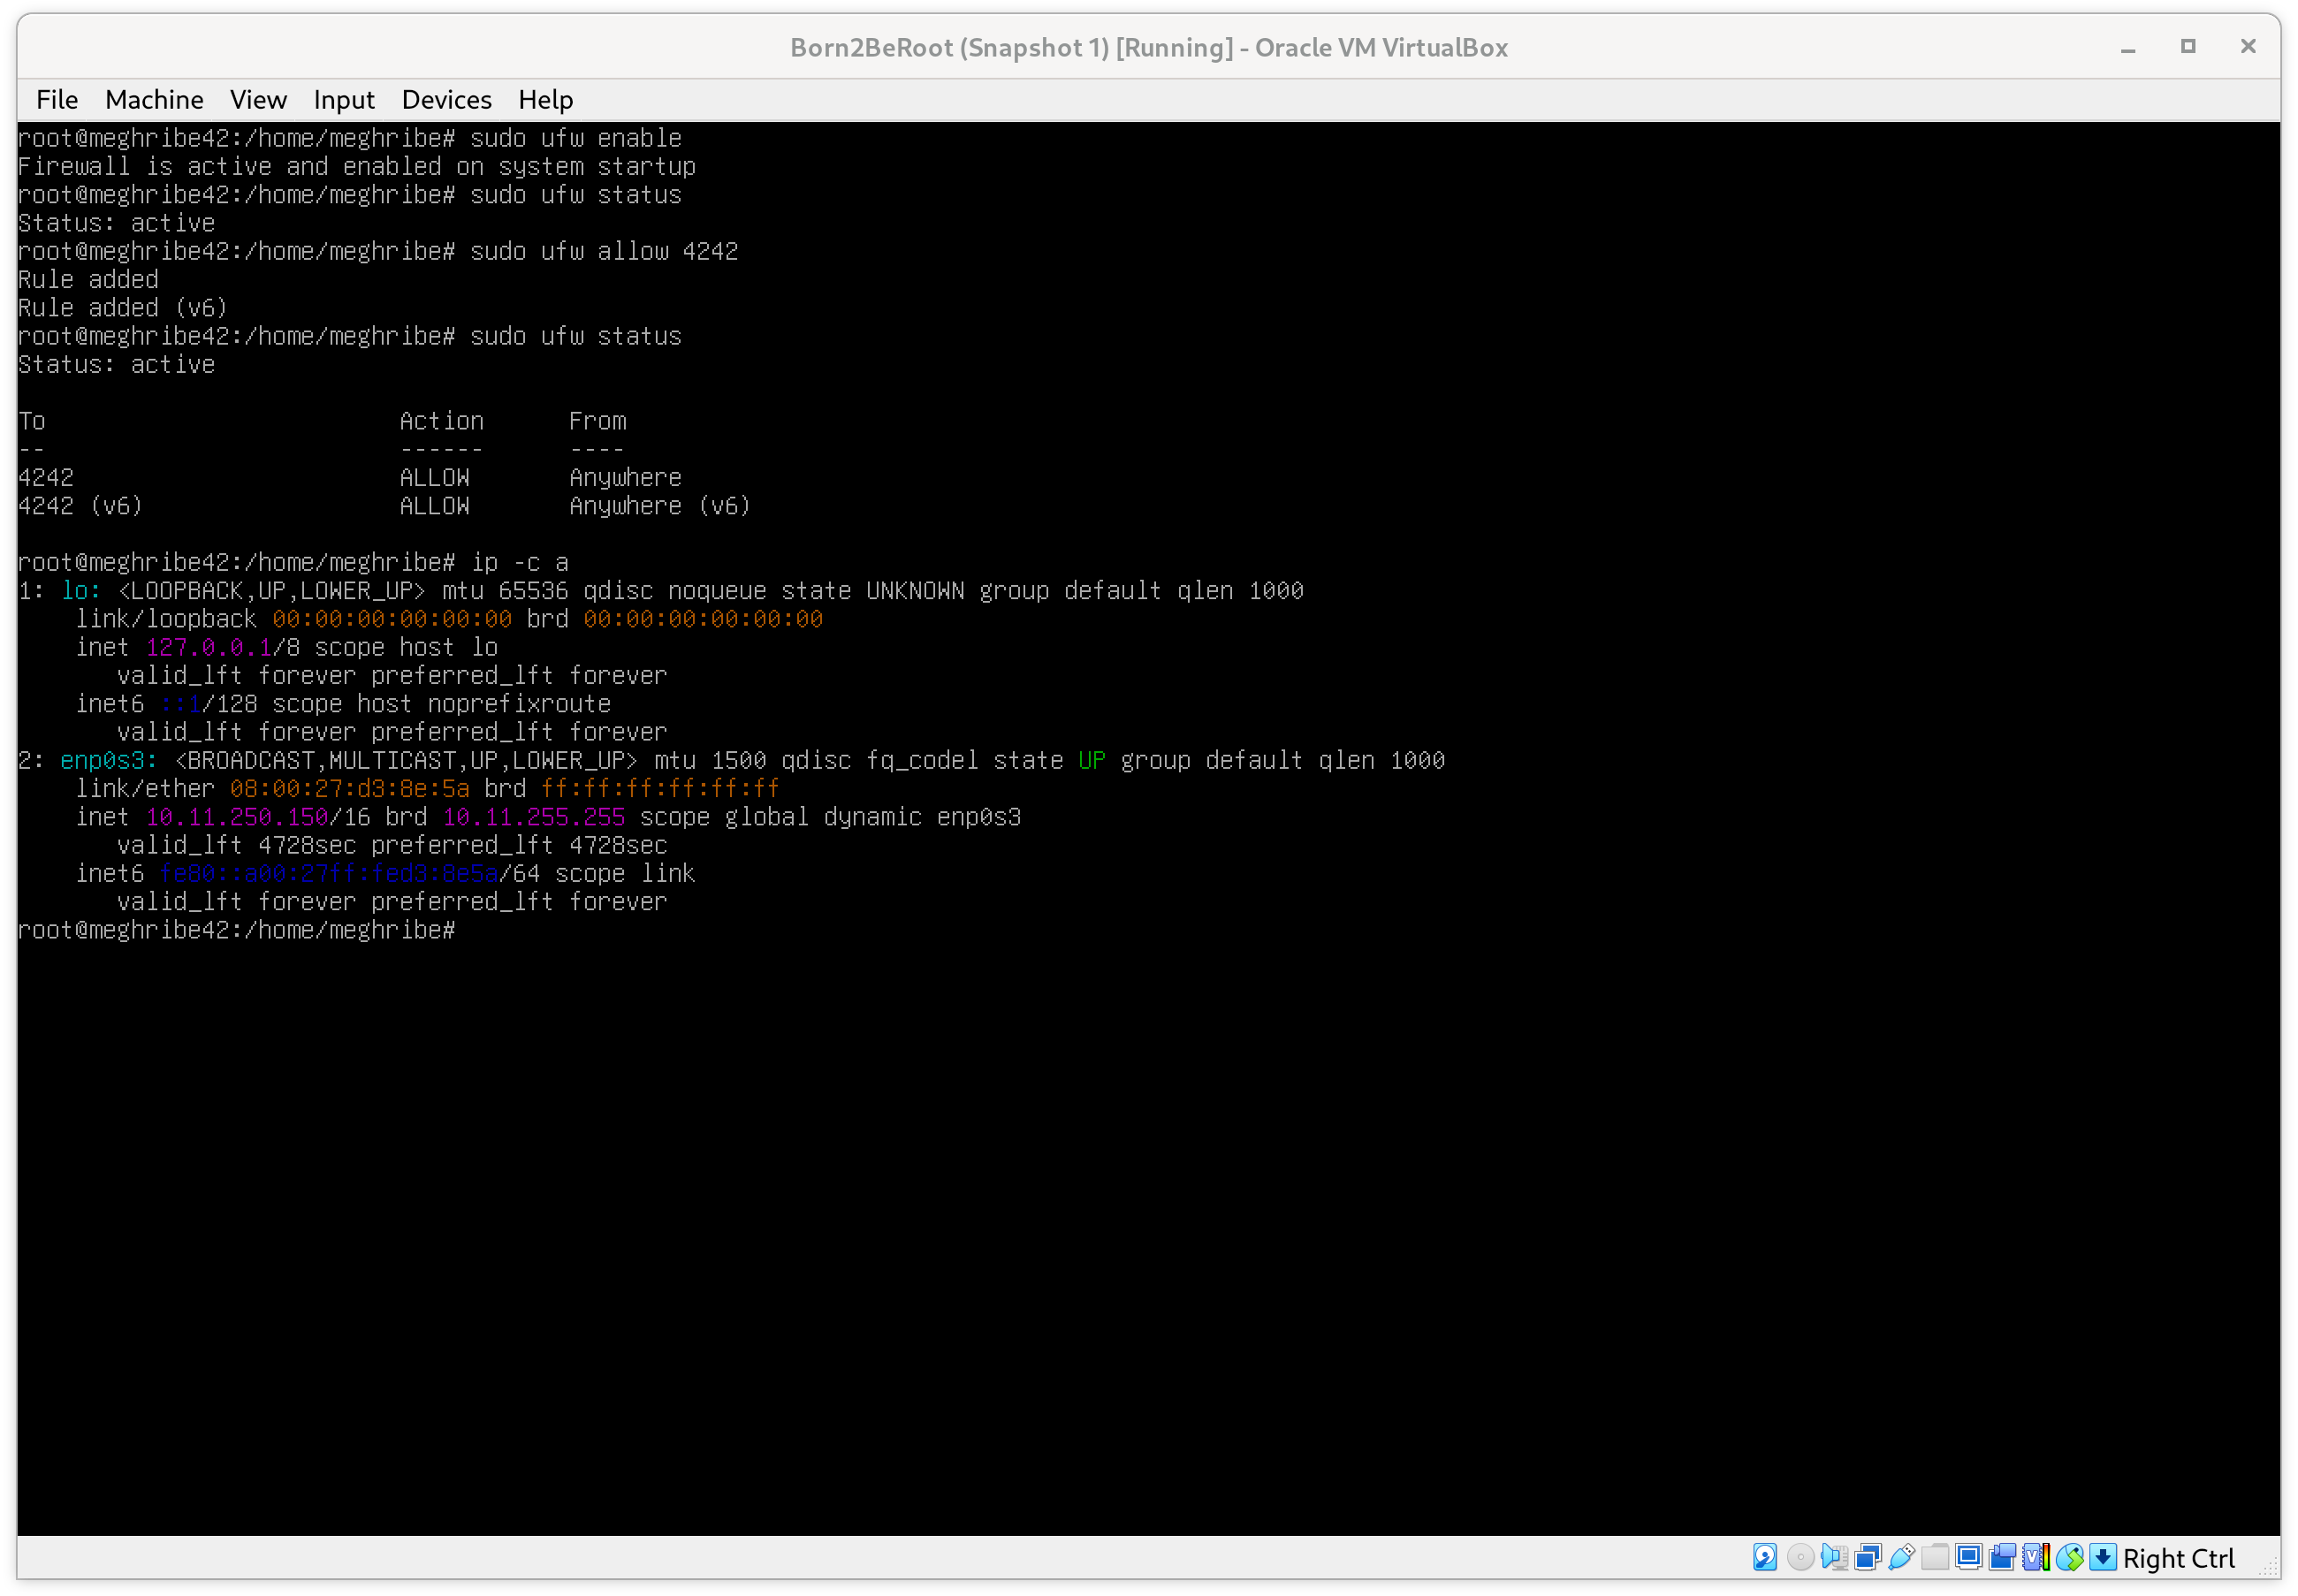 Born2BeRoot (Snapshot 1) [Running] - Oracle VM VirtualBox
File Machine View Input Devices Help
root@meghribe42:/home/meghribe# sudo ufw enable
Firewall is active and enabled on system startup
root@meghribe42:/home/meghribe# sudo ufw status
Status: active
root@meghribe42:/home/meghribe# sudo ufw allow 4242
Rule added
Rule added (v6)
root@meghribe42:/home/meghribe# sudo ufw status
Status: active
To                         Action      From
--                         ------      ----
4242                       ALLOW       Anywhere
4242 (v6)                  ALLOW       Anywhere (v6)
root@meghribe42:/home/meghribe# ip -c a
1: lo: <LOOPBACK,UP,LOWER_UP> mtu 65536 qdisc noqueue state UNKNOWN group default qlen 1000
    link/loopback 00:00:00:00:00:00 brd 00:00:00:00:00:00
    inet 127.0.0.1/8 scope host lo
       valid_lft forever preferred_lft forever
    inet6 ::1/128 scope host noprefixroute
       valid_lft forever preferred_lft forever
2: enp0s3: <BROADCAST,MULTICAST,UP,LOWER_UP> mtu 1500 qdisc fq_codel state UP group default qlen 1000
    link/ether 08:00:27:d3:8e:5a brd ff:ff:ff:ff:ff:ff
    inet 10.11.250.150/16 brd 10.11.255.255 scope global dynamic enp0s3
       valid_lft 4728sec preferred_lft 4728sec
    inet6 fe80::a00:27ff:fed3:8e5a/64 scope link
       valid_lft forever preferred_lft forever
root@meghribe42:/home/meghribe#
Right Ctrl